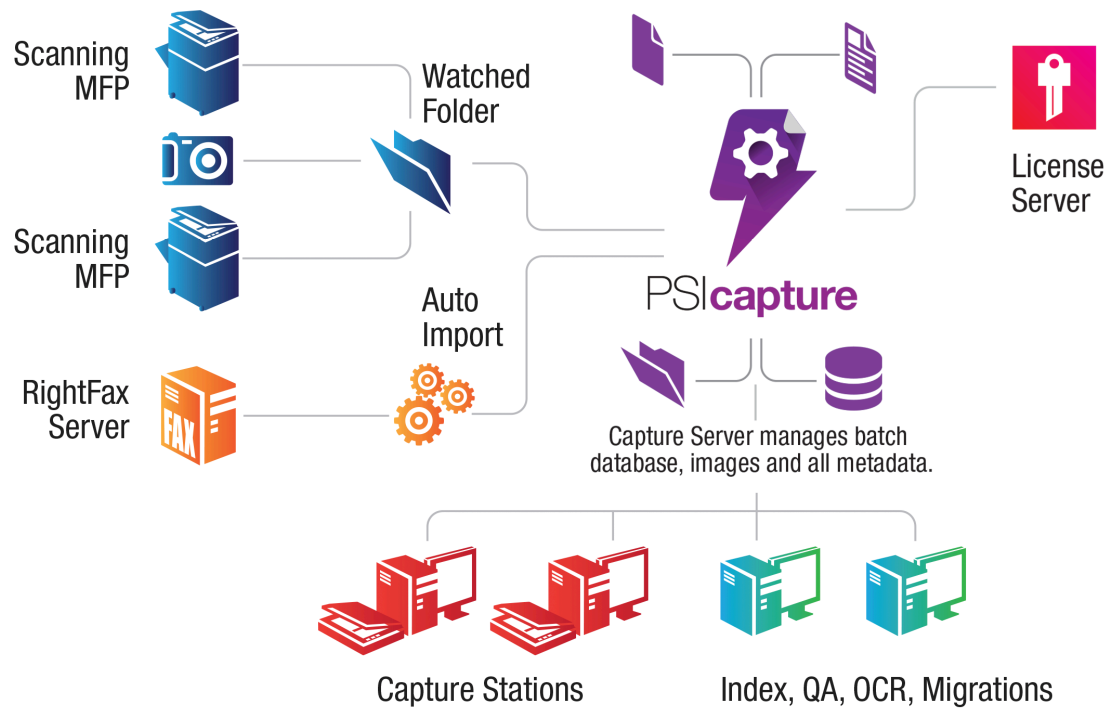 Scanning
MFP
Watched
Folder
License
Server
Scanning
MFP
PSIcapture
Auto
Import
RightFax
Server
FAX
Capture Server manages batch
database, images and all metadata.
Capture Stations
Index, QA, OCR, Migrations